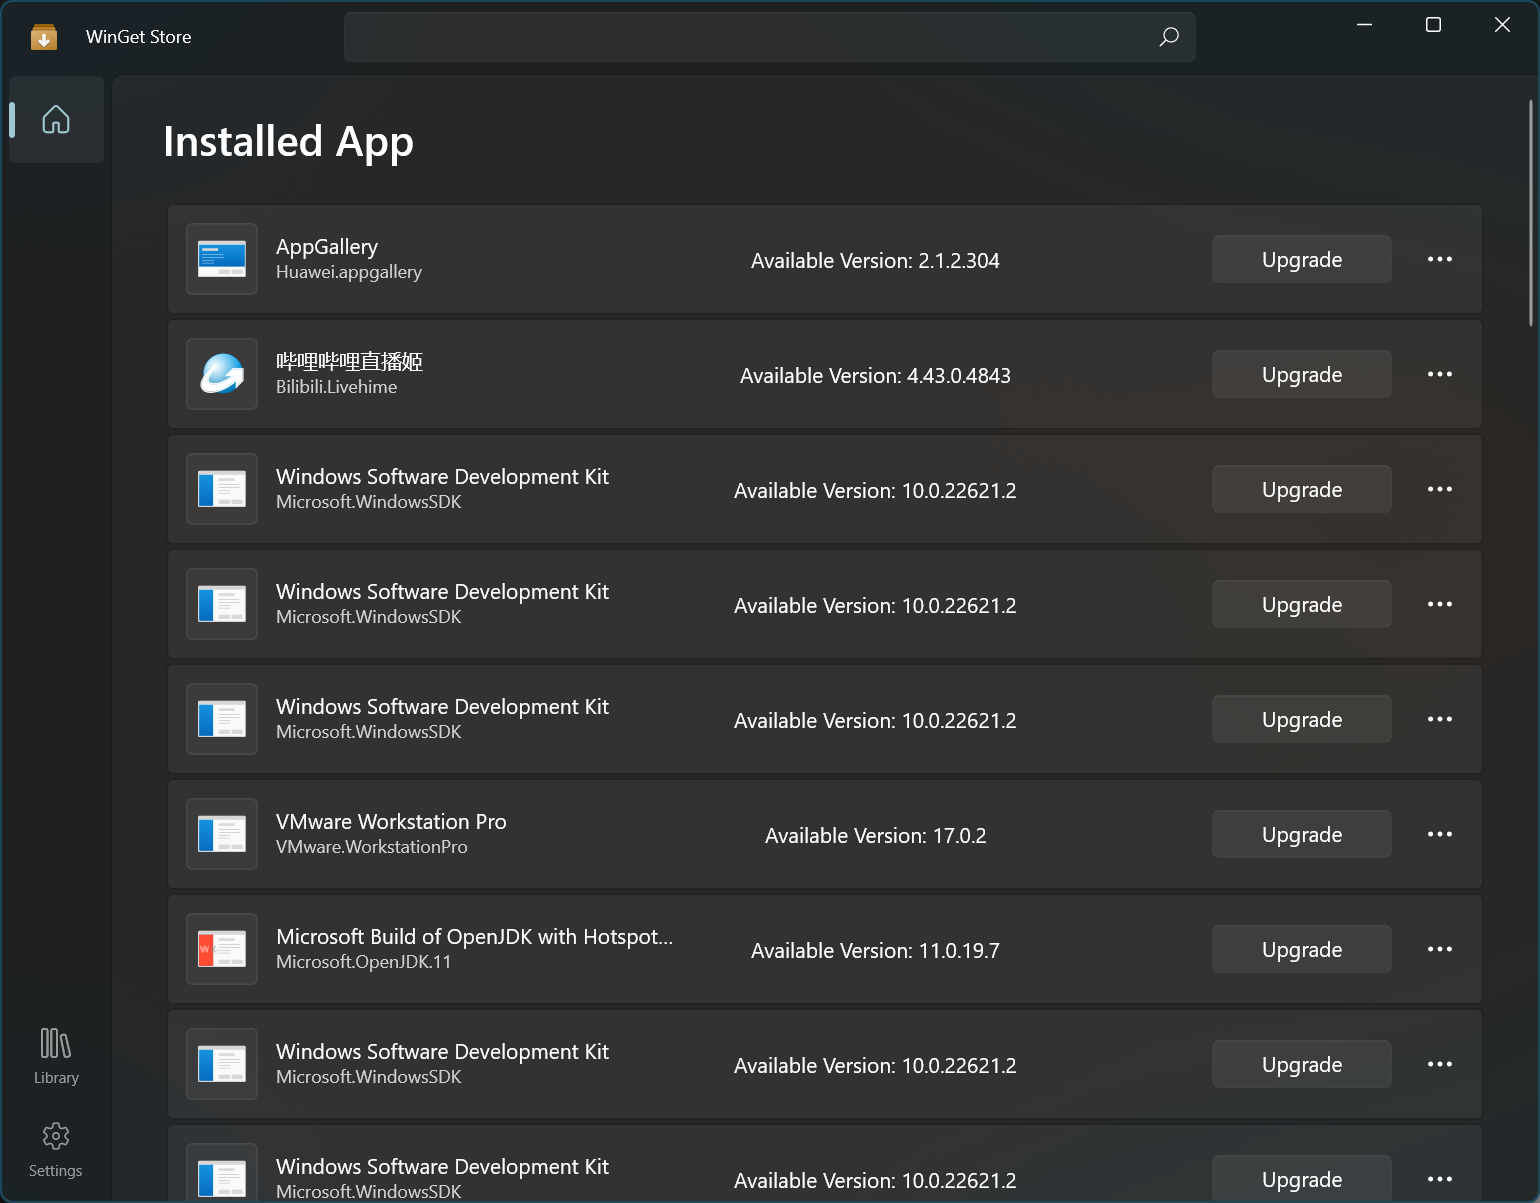 WinGet Store
Installed App
AppGallery
Huawei.appgallery
Available Version: 2.1.2.304
Upgrade
哔哩哔哩直播姬
Bilibili.Livehime
Available Version: 4.43.0.4843
Upgrade
Windows Software Development Kit
Microsoft.WindowsSDK
Available Version: 10.0.22621.2
Upgrade
Windows Software Development Kit
Microsoft.WindowsSDK
Available Version: 10.0.22621.2
Upgrade
Windows Software Development Kit
Microsoft.WindowsSDK
Available Version: 10.0.22621.2
Upgrade
VMware Workstation Pro
VMware.WorkstationPro
Available Version: 17.0.2
Upgrade
Microsoft Build of OpenJDK with Hotspot...
Microsoft.OpenJDK.11
Available Version: 11.0.19.7
Upgrade
Windows Software Development Kit
Microsoft.WindowsSDK
Available Version: 10.0.22621.2
Upgrade
Windows Software Development Kit
Microsoft.WindowsSDK
Available Version: 10.0.22621.2
Upgrade
Library
Settings